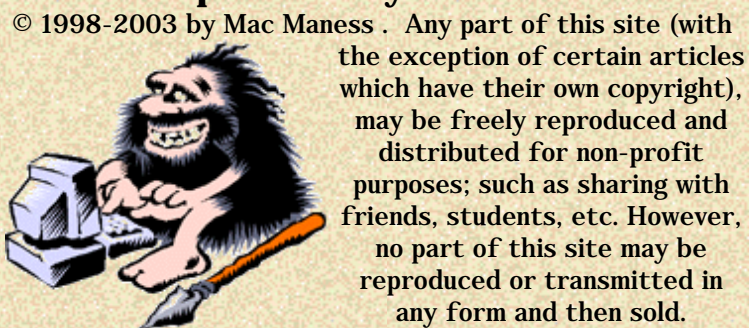 © 1998-2003 by Mac Maness . Any part of this site (with
the exception of certain articles
which have their own copyright),
may be freely reproduced and
distributed for non-profit
purposes; such as sharing with
friends, students, etc. However,
no part of this site may be
reproduced or transmitted in
any form and then sold.